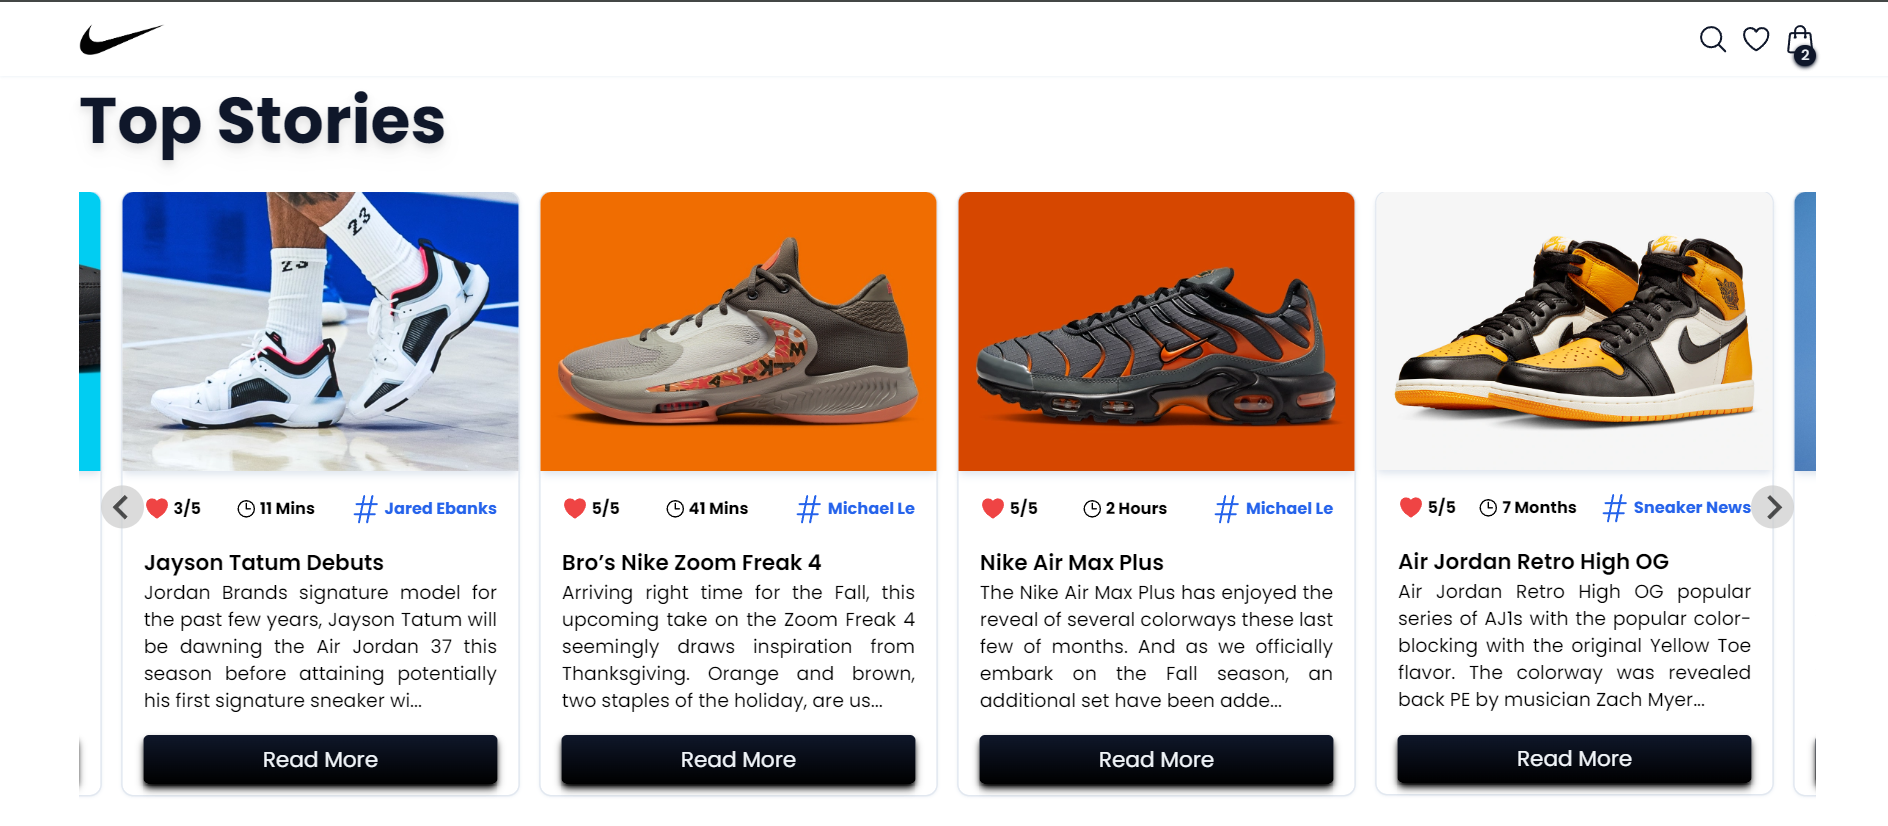 2
Top Stories
23
23
3/5 11 Mins # Jared Ebanks
Jayson Tatum Debuts
Jordan Brands signature model for
the past few years, Jayson Tatum will
be dawning the Air Jordan 37 this
season before attaining potentially
his first signature sneaker wi...
Read More
5/5 41 Mins # Michael Le
Bro’s Nike Zoom Freak 4
Arriving right time for the Fall, this
upcoming take on the Zoom Freak 4
seemingly draws inspiration from
Thanksgiving. Orange and brown,
two staples of the holiday, are us...
Read More
5/5 2 Hours # Michael Le
Nike Air Max Plus
The Nike Air Max Plus has enjoyed the
reveal of several colorways these last
few of months. And as we officially
embark on the Fall season, an
additional set have been adde...
Read More
5/5 7 Months # Sneaker News
Air Jordan Retro High OG
Air Jordan Retro High OG popular
series of AJ1s with the popular color-
blocking with the original Yellow Toe
flavor. The colorway was revealed
back PE by musician Zach Myer...
Read More